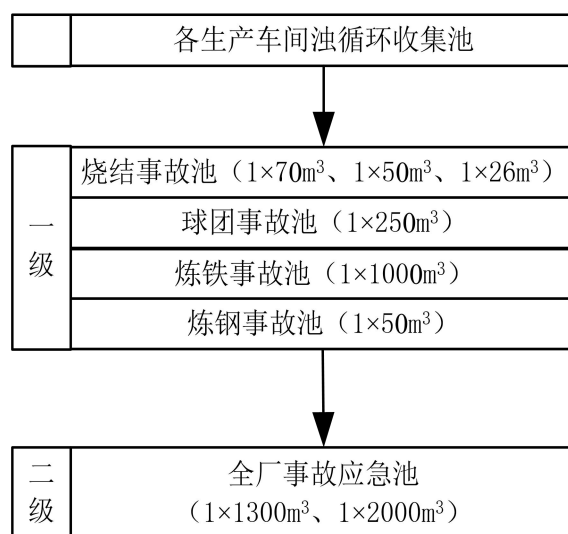 各生产车间浊循环收集池
一级
烧结事故池（1×70m³、1×50m³、1×26m³）
球团事故池（1×250m³）
炼铁事故池（1×1000m³）
炼钢事故池（1×50m³）
二级
全厂事故应急池
（1×1300m³、1×2000m³）